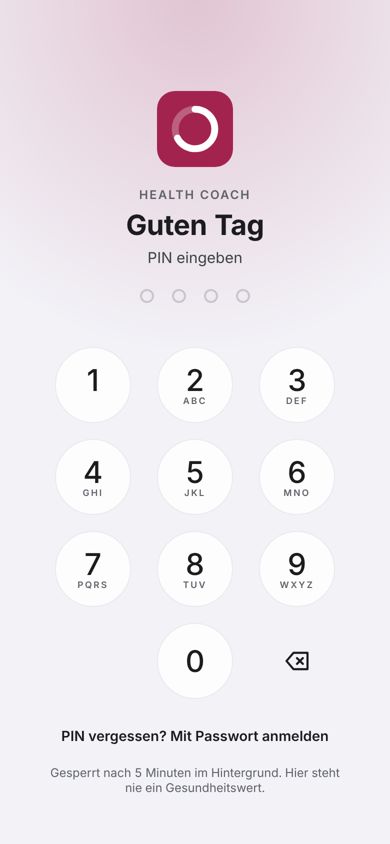 HEALTH COACH
Guten Tag
PIN eingeben
1
2
ABC
3
DEF
4
GHI
5
JKL
6
MNO
7
PQRS
8
TUV
9
WXYZ
0
PIN vergessen? Mit Passwort anmelden
Gesperrt nach 5 Minuten im Hintergrund. Hier steht
nie ein Gesundheitswert.